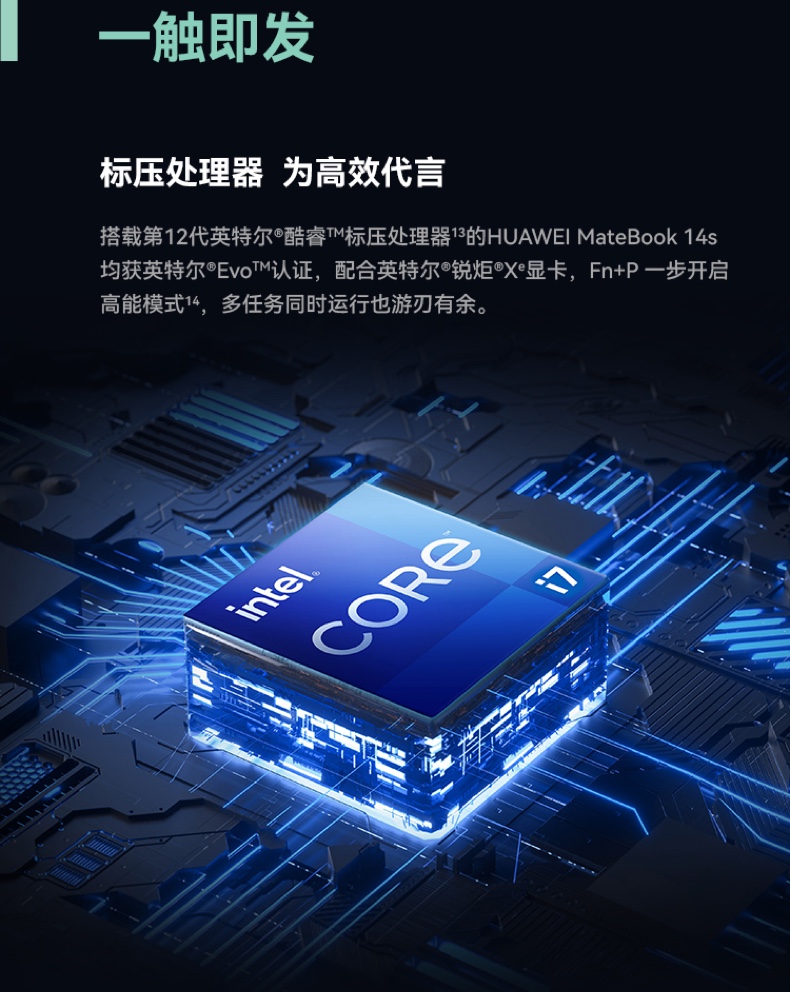 一触即发
标压处理器 为高效代言
搭载第12代英特尔®酷睿™标压处理器¹³的HUAWEI MateBook 14s
均获英特尔®Evo™认证，配合英特尔®锐炬®Xᵉ显卡，Fn+P 一步开启
高能模式¹⁴，多任务同时运行也游刃有余。
intel®
CORe™
i7